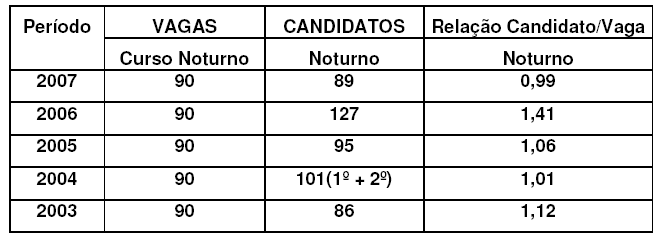 Período VAGAS CANDIDATOS Relação Candidato/Vaga
Curso Noturno Noturno Noturno
2007 90 89 0,99
2006 90 127 1,41
2005 90 95 1,06
2004 90 101(1º + 2º) 1,01
2003 90 86 1,12